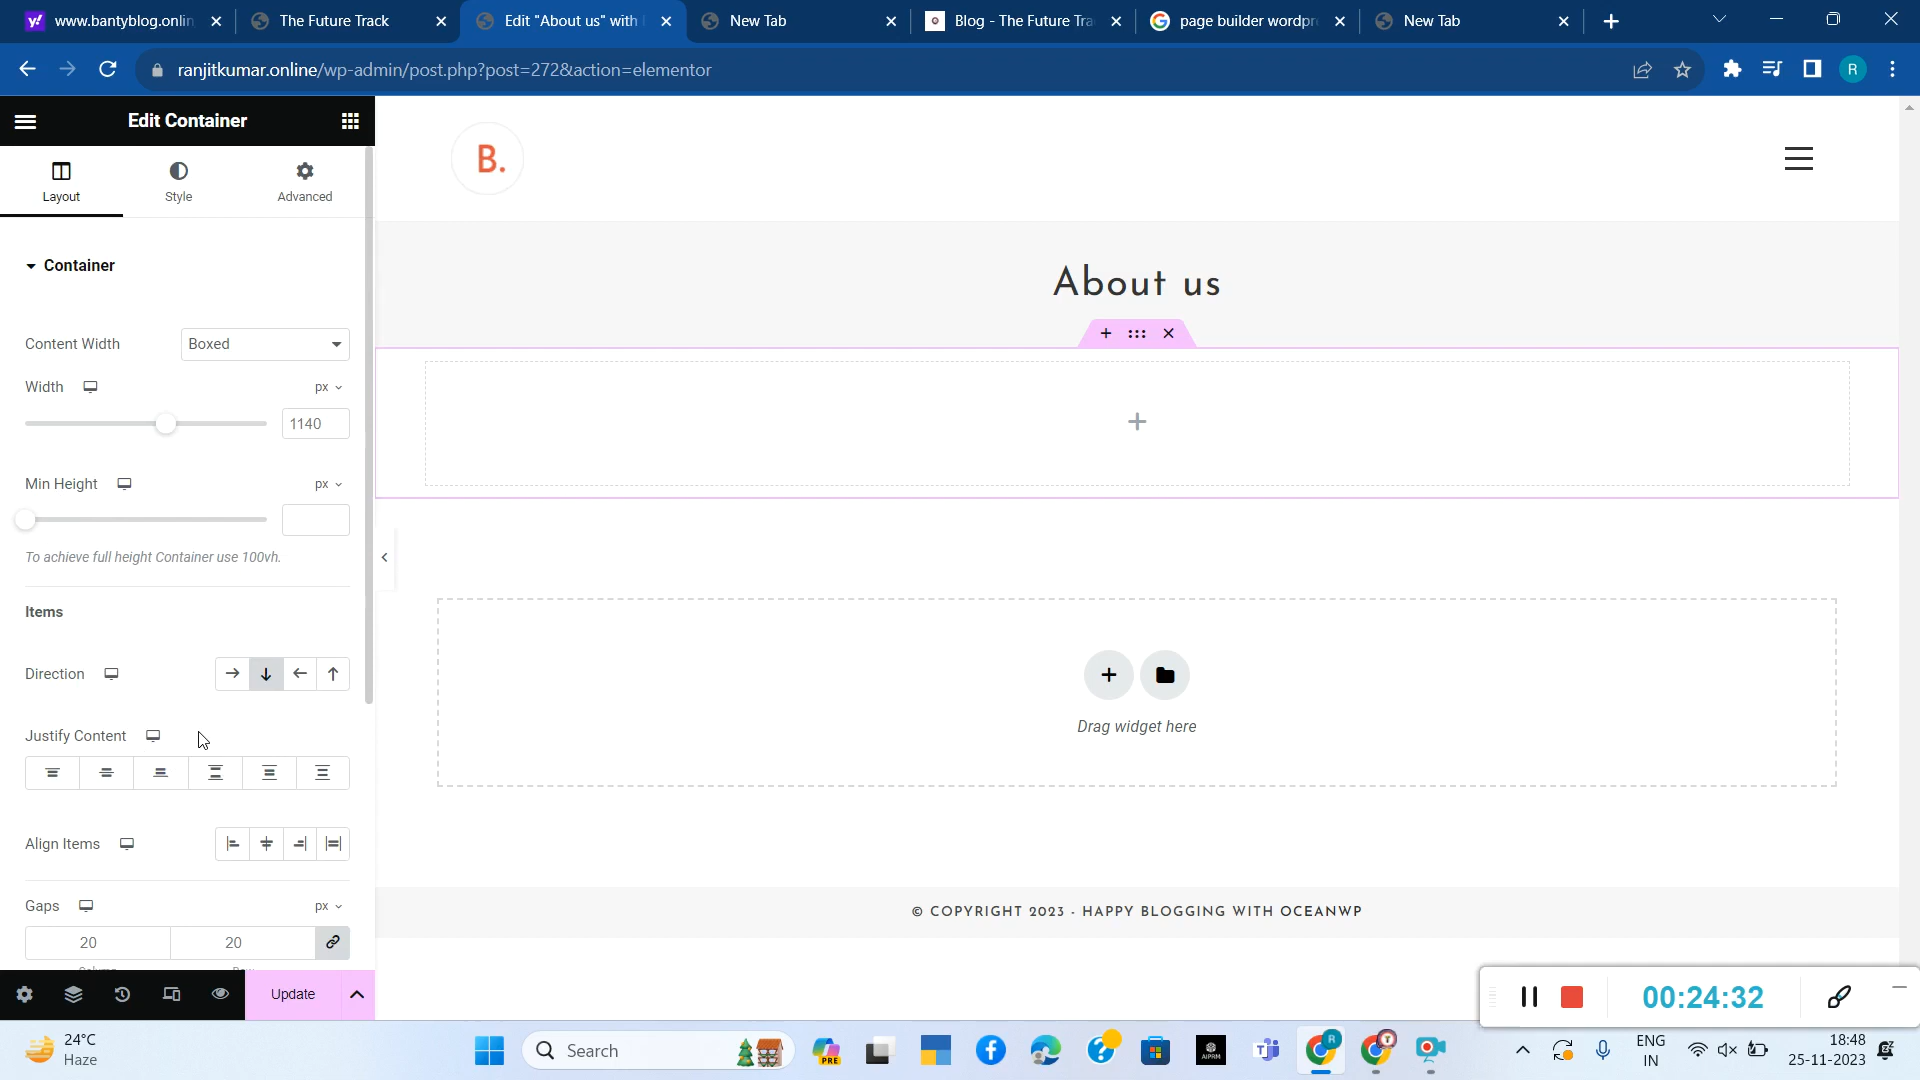 www.bantyblog.onlin
The Future Track
Edit "About us" with
New Tab
Blog - The Future Tra
page builder wordpr
New Tab
ranjitkumar.online/wp-admin/post.php?post=272&action=elementor
R
Edit Container
Layout
Style
Advanced
Container
Content Width
Boxed
Width
px
1140
Min Height
px
To achieve full height Container use 100vh.
Items
Direction
Justify Content
Align Items
Gaps
px
20
20
Update
B.
About us
Drag widget here
© COPYRIGHT 2023 - HAPPY BLOGGING WITH OCEANWP
00:24:32
24°C
Haze
Search
PRE
AIPRM
R
T
ENG
IN
18:48
25-11-2023